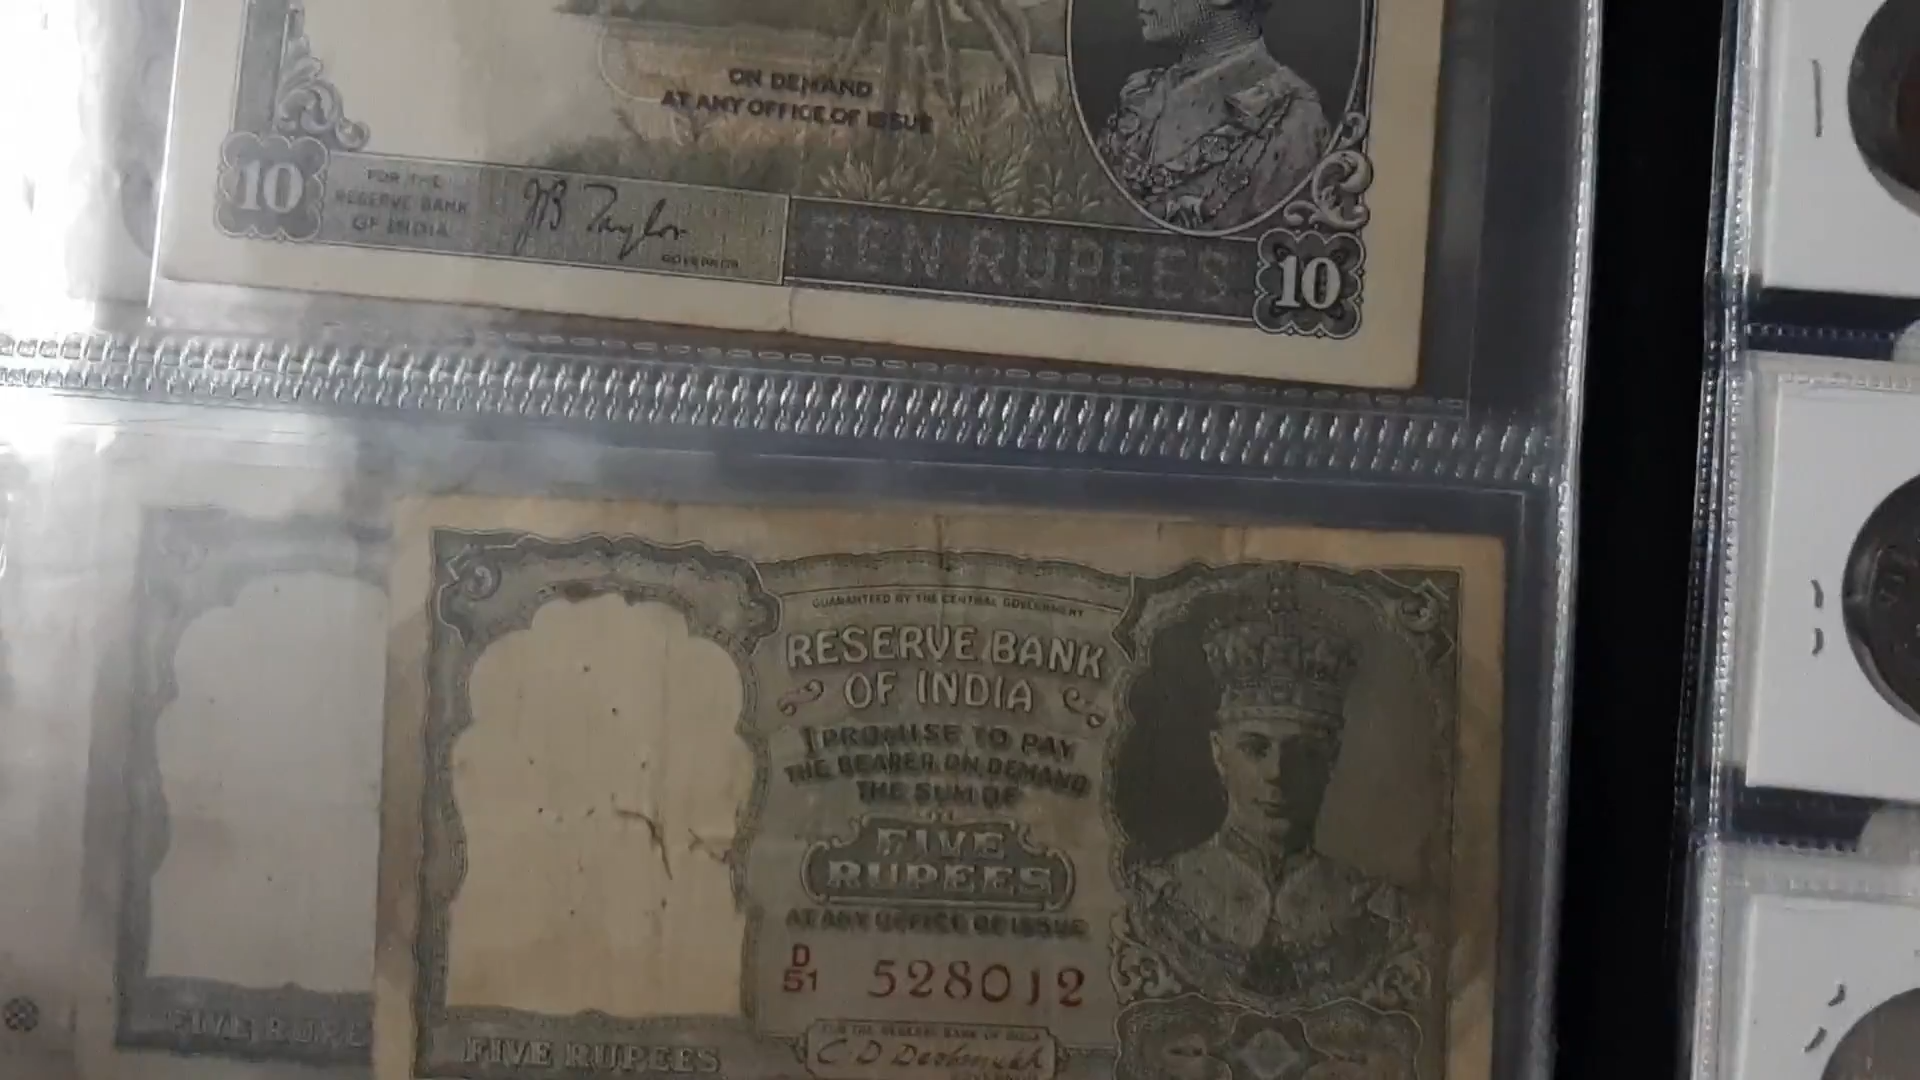 ON DEMAND
AT ANY OFFICE OF ISSUE
10
FOR THE
RESERVE BANK
OF INDIA
JB Taylor
GOVERNOR
TEN RUPEES
10
5
5
GUARANTEED BY THE CENTRAL GOVERNMENT
RESERVE BANK
OF INDIA
I PROMISE TO PAY
THE BEARER ON DEMAND
THE SUM OF
FIVE
RUPEES
AT ANY OFFICE OF ISSUE
D
51
528012
FIVE RUPE
FIVE RUPEES
FOR THE RESERVE BANK OF INDIA
C D Deshmukh